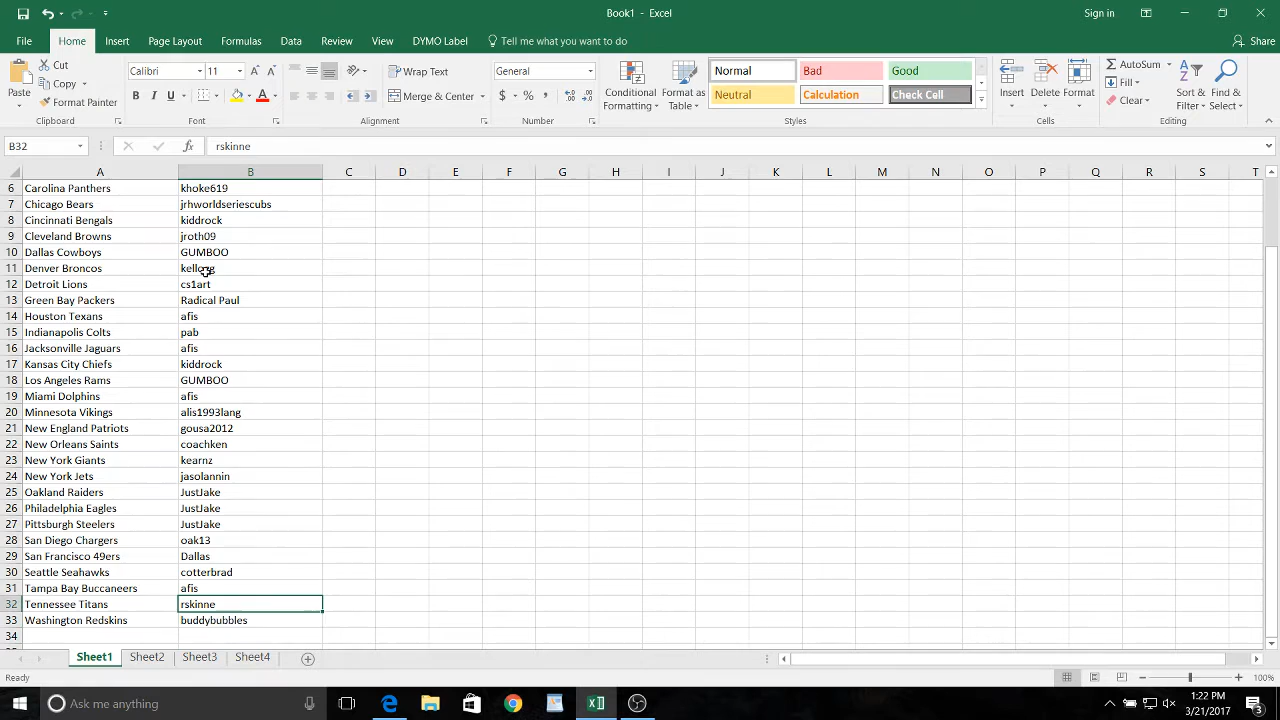 Book1 - Excel
Sign in
File Home Insert Page Layout Formulas Data Review View DYMO Label Tell me what you want to do Share
Paste Cut Copy Format Painter Clipboard
Calibri 11 B I U A A A Font
Wrap Text Merge & Center Alignment
General $ % , Number
Conditional Formatting Format as Table
Normal Bad Good
Neutral Calculation Check Cell
Styles
Insert Delete Format Cells
AutoSum Fill Clear Sort & Filter Find & Select Editing
B32 fx rskinne
A B C D E F G H I J K L M N O P Q R S T
6 Carolina Panthers khoke619
7 Chicago Bears jrhworldseriescubs
8 Cincinnati Bengals kiddrock
9 Cleveland Browns jroth09
10 Dallas Cowboys GUMBOO
11 Denver Broncos
12 Detroit Lions cs1art
13 Green Bay Packers Radical Paul
14 Houston Texans afis
15 Indianapolis Colts pab
16 Jacksonville Jaguars afis
17 Kansas City Chiefs kiddrock
18 Los Angeles Rams GUMBOO
19 Miami Dolphins afis
20 Minnesota Vikings alis1993lang
21 New England Patriots gousa2012
22 New Orleans Saints coachken
23 New York Giants kearnz
24 New York Jets jasolannin
25 Oakland Raiders JustJake
26 Philadelphia Eagles JustJake
27 Pittsburgh Steelers JustJake
28 San Diego Chargers oak13
29 San Francisco 49ers Dallas
30 Seattle Seahawks cotterbrad
31 Tampa Bay Buccaneers afis
32 Tennessee Titans rskinne
33 Washington Redskins buddybubbles
34
Sheet1 Sheet2 Sheet3 Sheet4
Ready 100%
Ask me anything
1:22 PM
3/21/2017
3